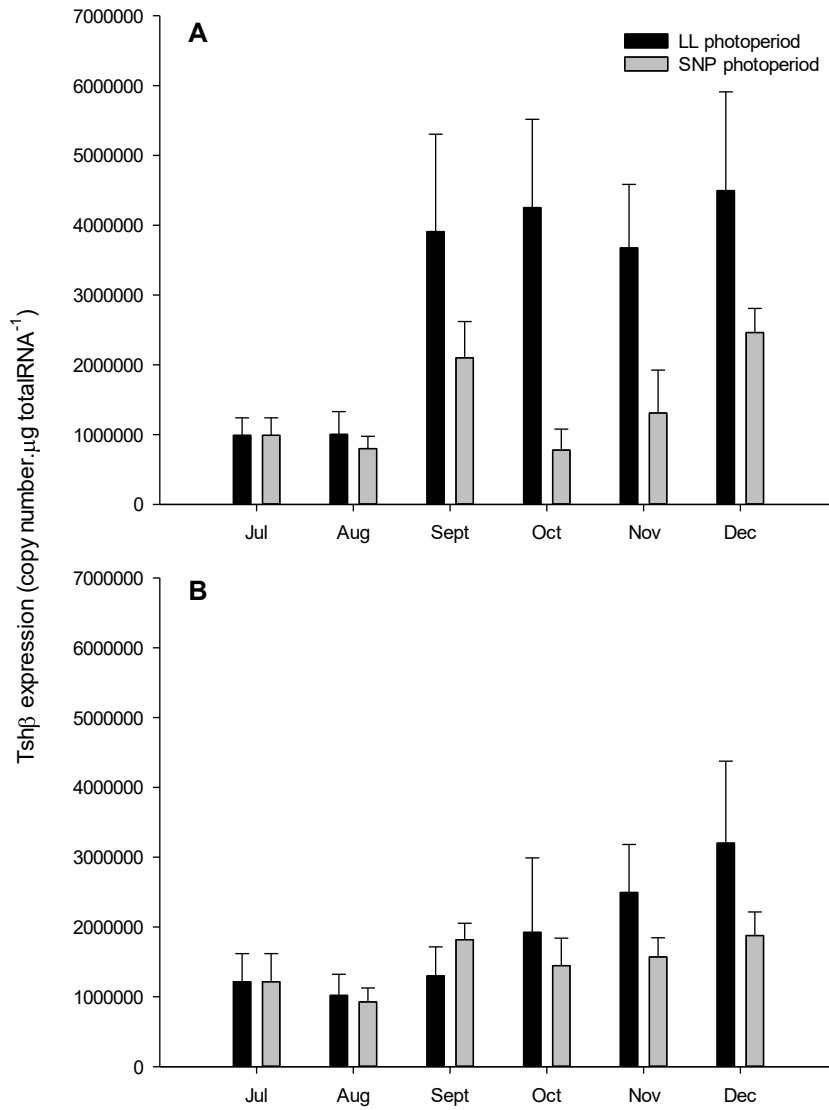 Tshβ expression (copy number.μg totalRNA⁻¹)
A
LL photoperiod
SNP photoperiod
7000000
6000000
5000000
4000000
3000000
2000000
1000000
0
Jul Aug Sept Oct Nov Dec
B
7000000
6000000
5000000
4000000
3000000
2000000
1000000
0
Jul Aug Sept Oct Nov Dec